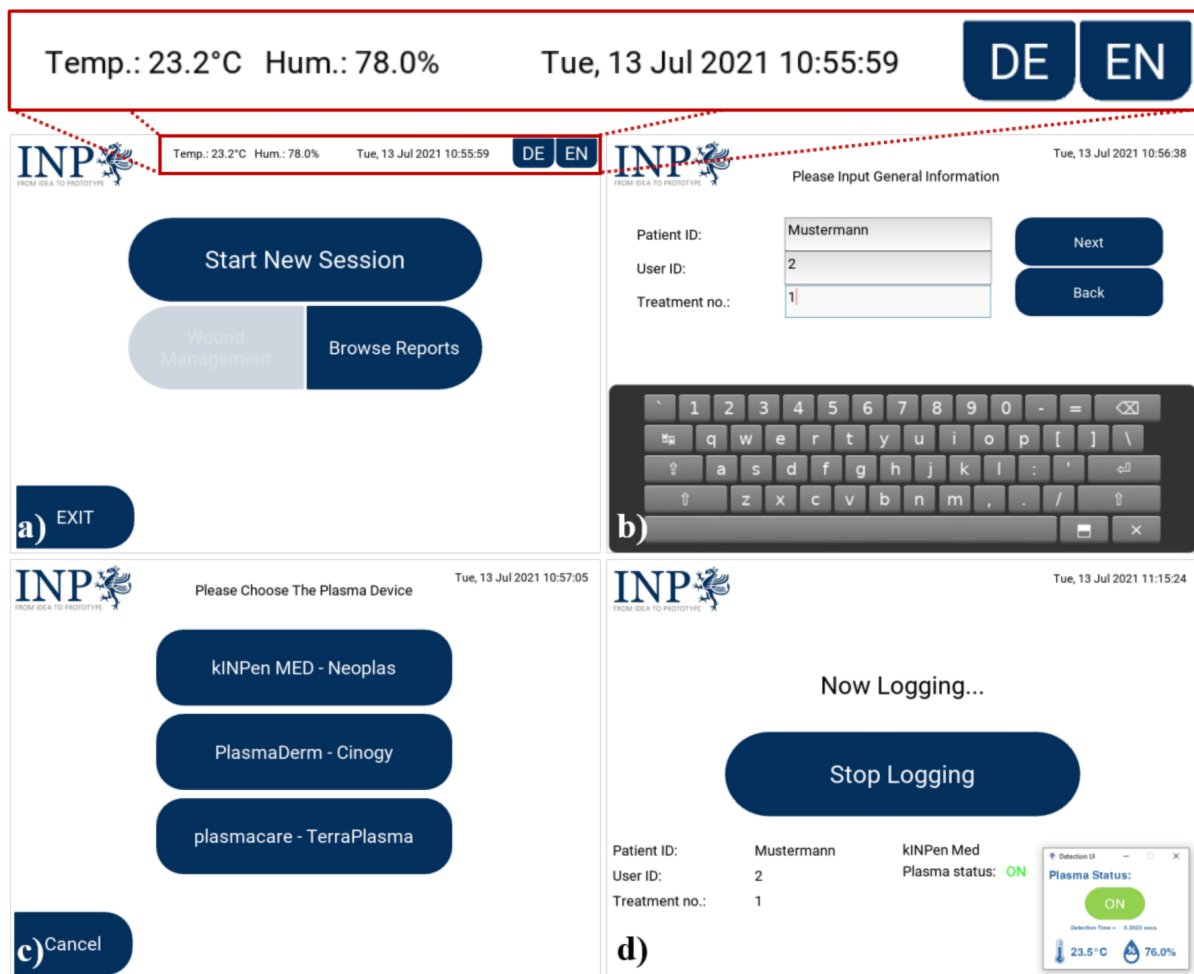 Temp.: 23.2°C Hum.: 78.0% Tue, 13 Jul 2021 10:55:59 DE EN
INP
FROM IDEA TO PROTOTYPE
Temp.: 23.2°C Hum.: 78.0% Tue, 13 Jul 2021 10:55:59 DE EN
Start New Session
Wound
Management
Browse Reports
EXIT
a)
INP
FROM IDEA TO PROTOTYPE
Tue, 13 Jul 2021 10:56:38
Please Input General Information
Patient ID: Mustermann
User ID: 2
Treatment no.: 1
Next
Back
` 1 2 3 4 5 6 7 8 9 0 - =
q w e r t y u i o p [ ] \
a s d f g h j k l : '
z x c v b n m , . /
b)
INP
FROM IDEA TO PROTOTYPE
Please Choose The Plasma Device
Tue, 13 Jul 2021 10:57:05
kINPen MED - Neoplas
PlasmaDerm - Cinogy
plasmacare - TerraPlasma
c) Cancel
INP
FROM IDEA TO PROTOTYPE
Tue, 13 Jul 2021 11:15:24
Now Logging...
Stop Logging
Patient ID: Mustermann
User ID: 2
Treatment no.: 1
kINPen Med
Plasma status: ON
Detection UI
Plasma Status:
ON
Detection Time = 0.3023 secs
23.5°C 76.0%
d)